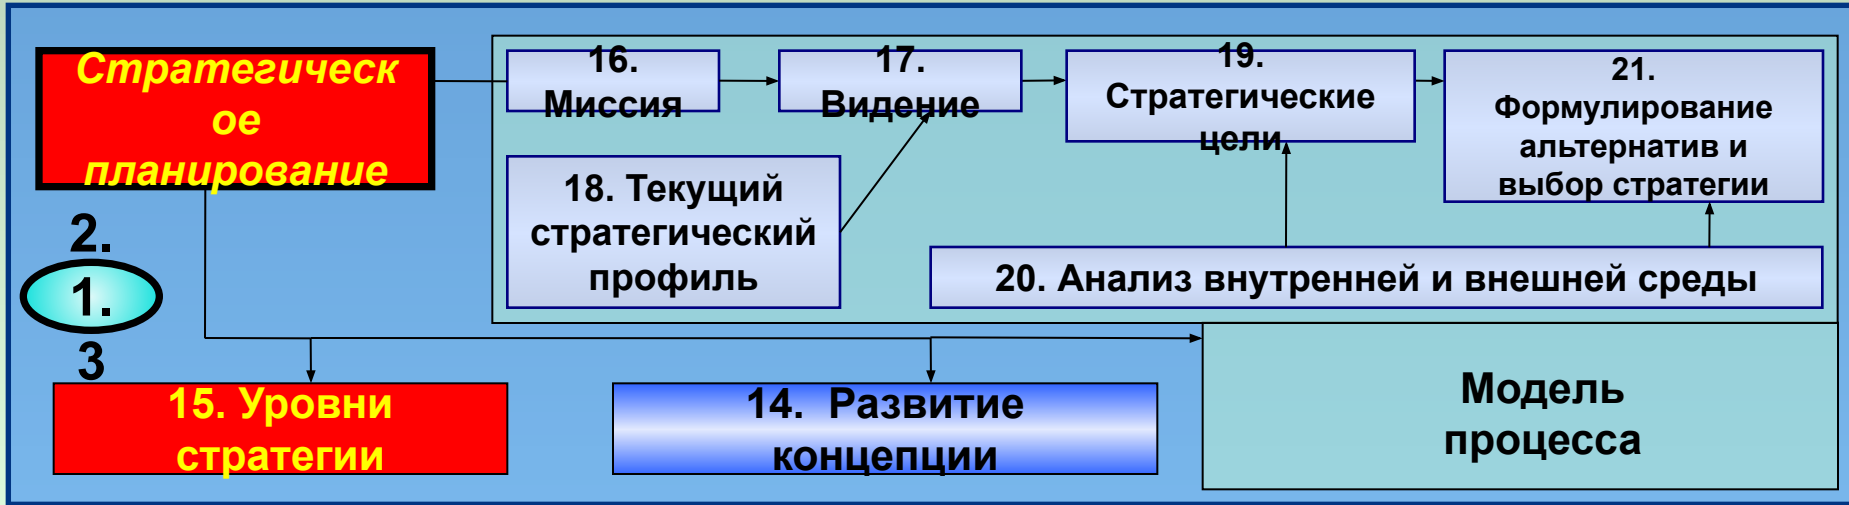 Стратегическ
ое
планирование
16.
Миссия
17.
Видение
19.
Стратегические
цели
21.
Формулирование
альтернатив и
выбор стратегии
18. Текущий
стратегический
профиль
20. Анализ внутренней и внешней среды
2.
1.
3
15. Уровни
стратегии
14. Развитие
концепции
Модель
процесса